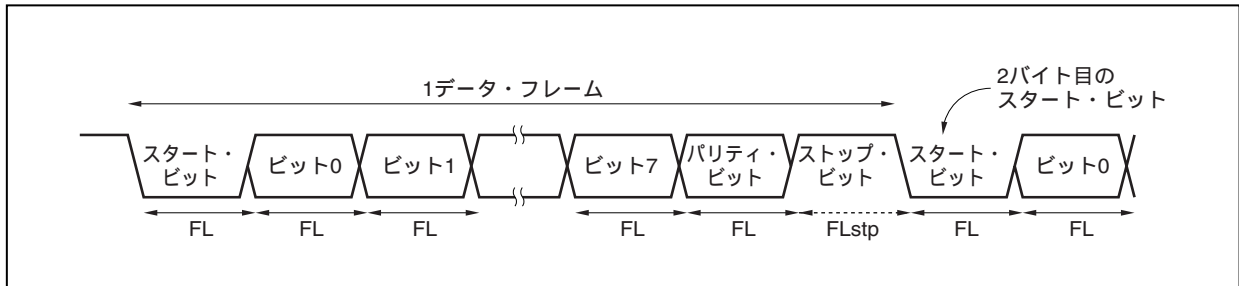 1データ・フレーム
2バイト目の
スタート・ビット
スタート・
ビット
ビット0
ビット1
ビット7
パリティ・
ビット
ストップ・
ビット
スタート・
ビット
ビット0
FL
FL
FL
FL
FL
FLstp
FL
FL